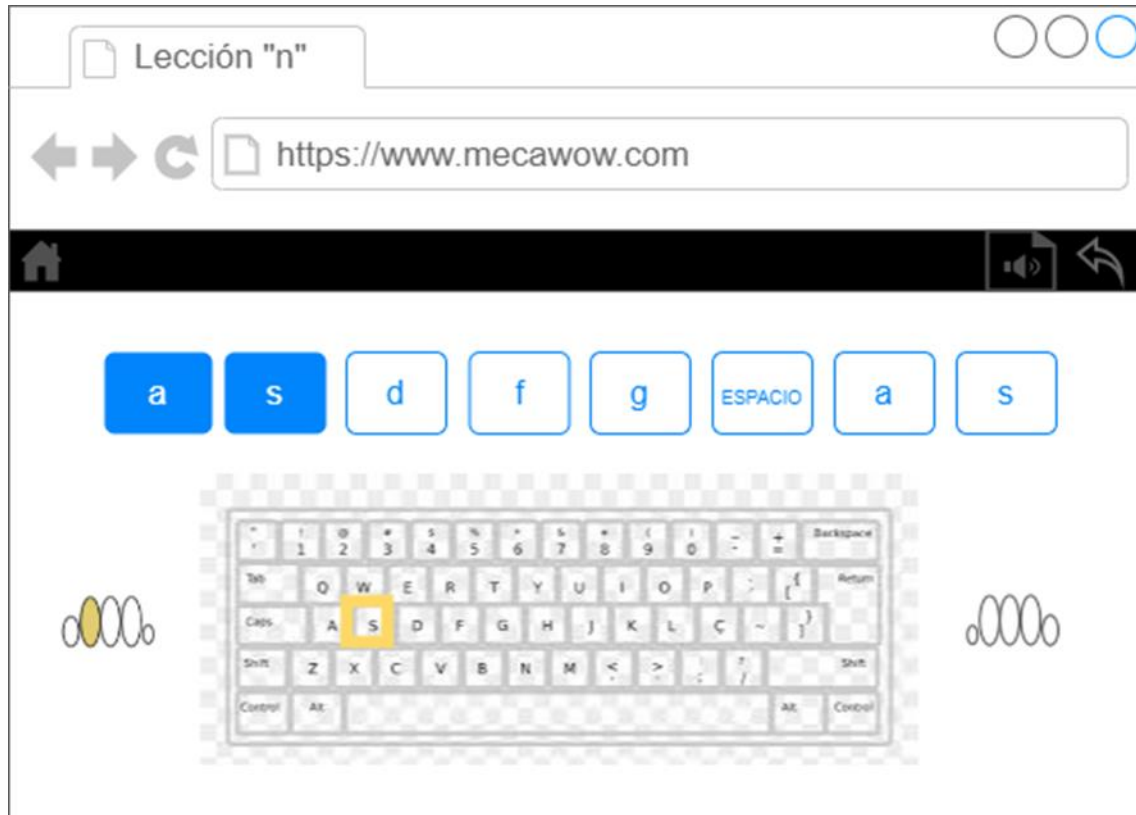 Lección "n"
https://www.mecawow.com
a s d f g ESPACIO a s
1 @ 2 3 4 5 6 7 8 9 0 - + = Backspace
Tab Q W E R T Y U I O P { [ Return
Caps A S D F G H J K L Ç ~ } ]
Shift Z X C V B N M < > ; / Shift
Control Alt Alt Control